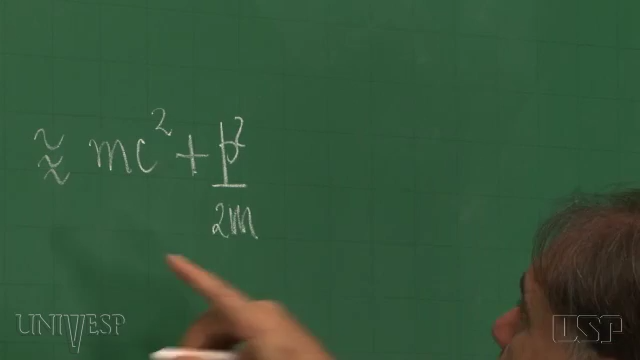 ≈ mc² + p²/2m
UNIVESP
USP